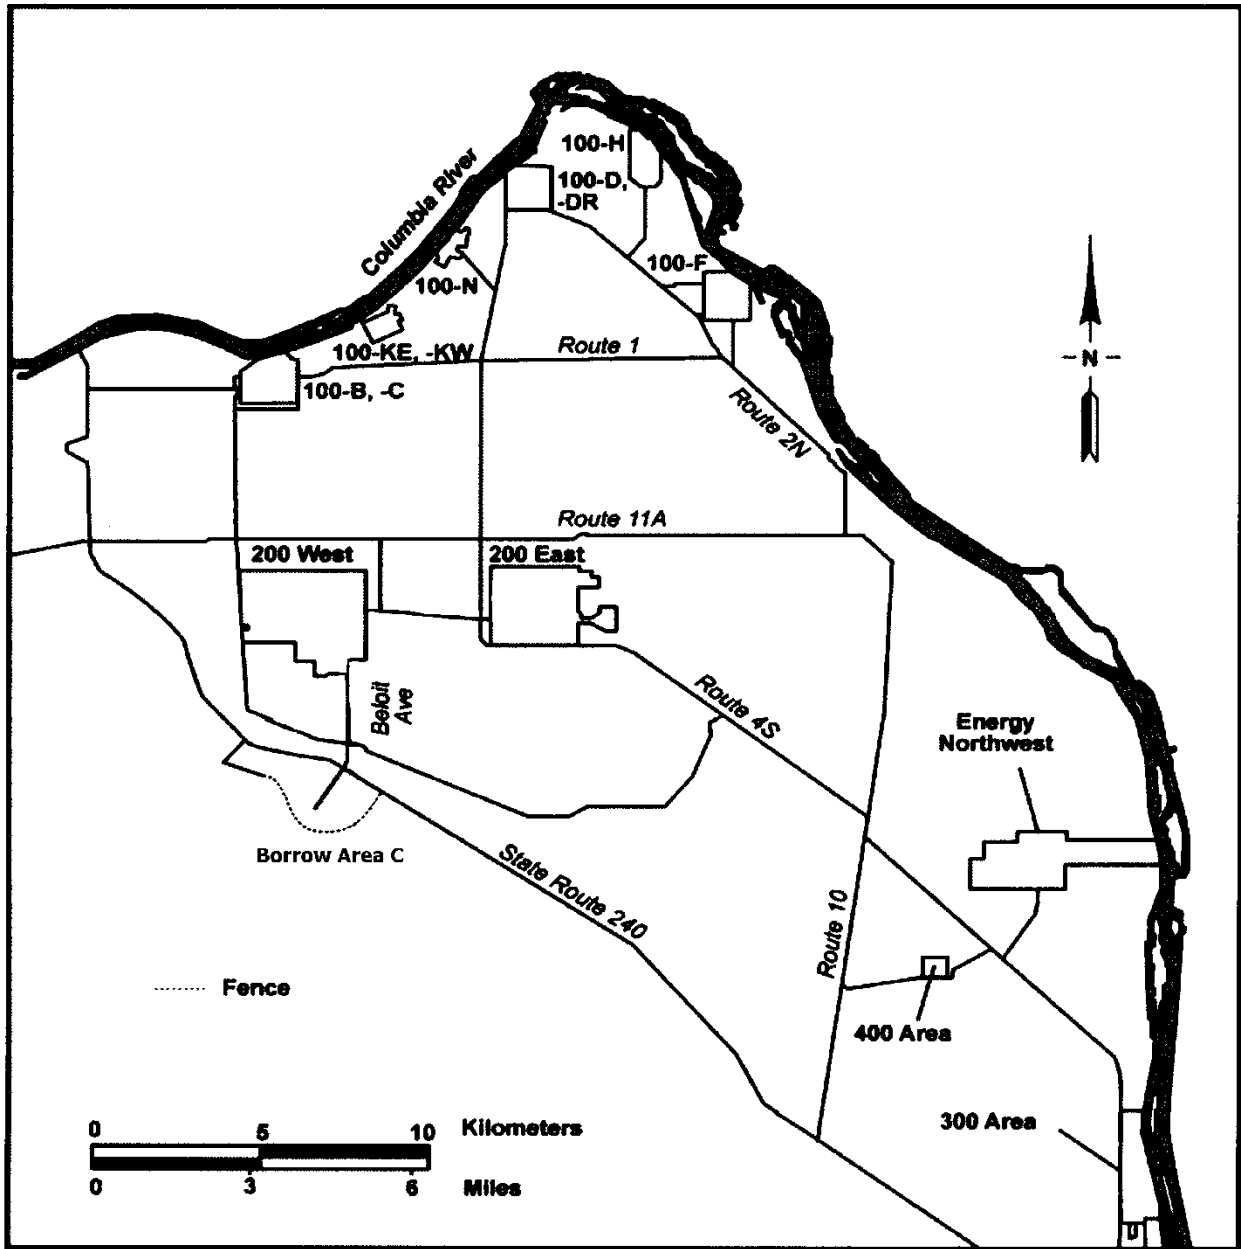 100-H
100-D,
-DR
Columbia River
100-F
100-N
N
Route 1
100-KE, -KW
100-B, -C
Route 2N
Route 11A
200 West
200 East
Beloit
Ave
Route 4S
Energy
Northwest
Borrow Area C
State Route 240
Route 10
Fence
400 Area
300 Area
0 5 10 Kilometers
0 3 6 Miles